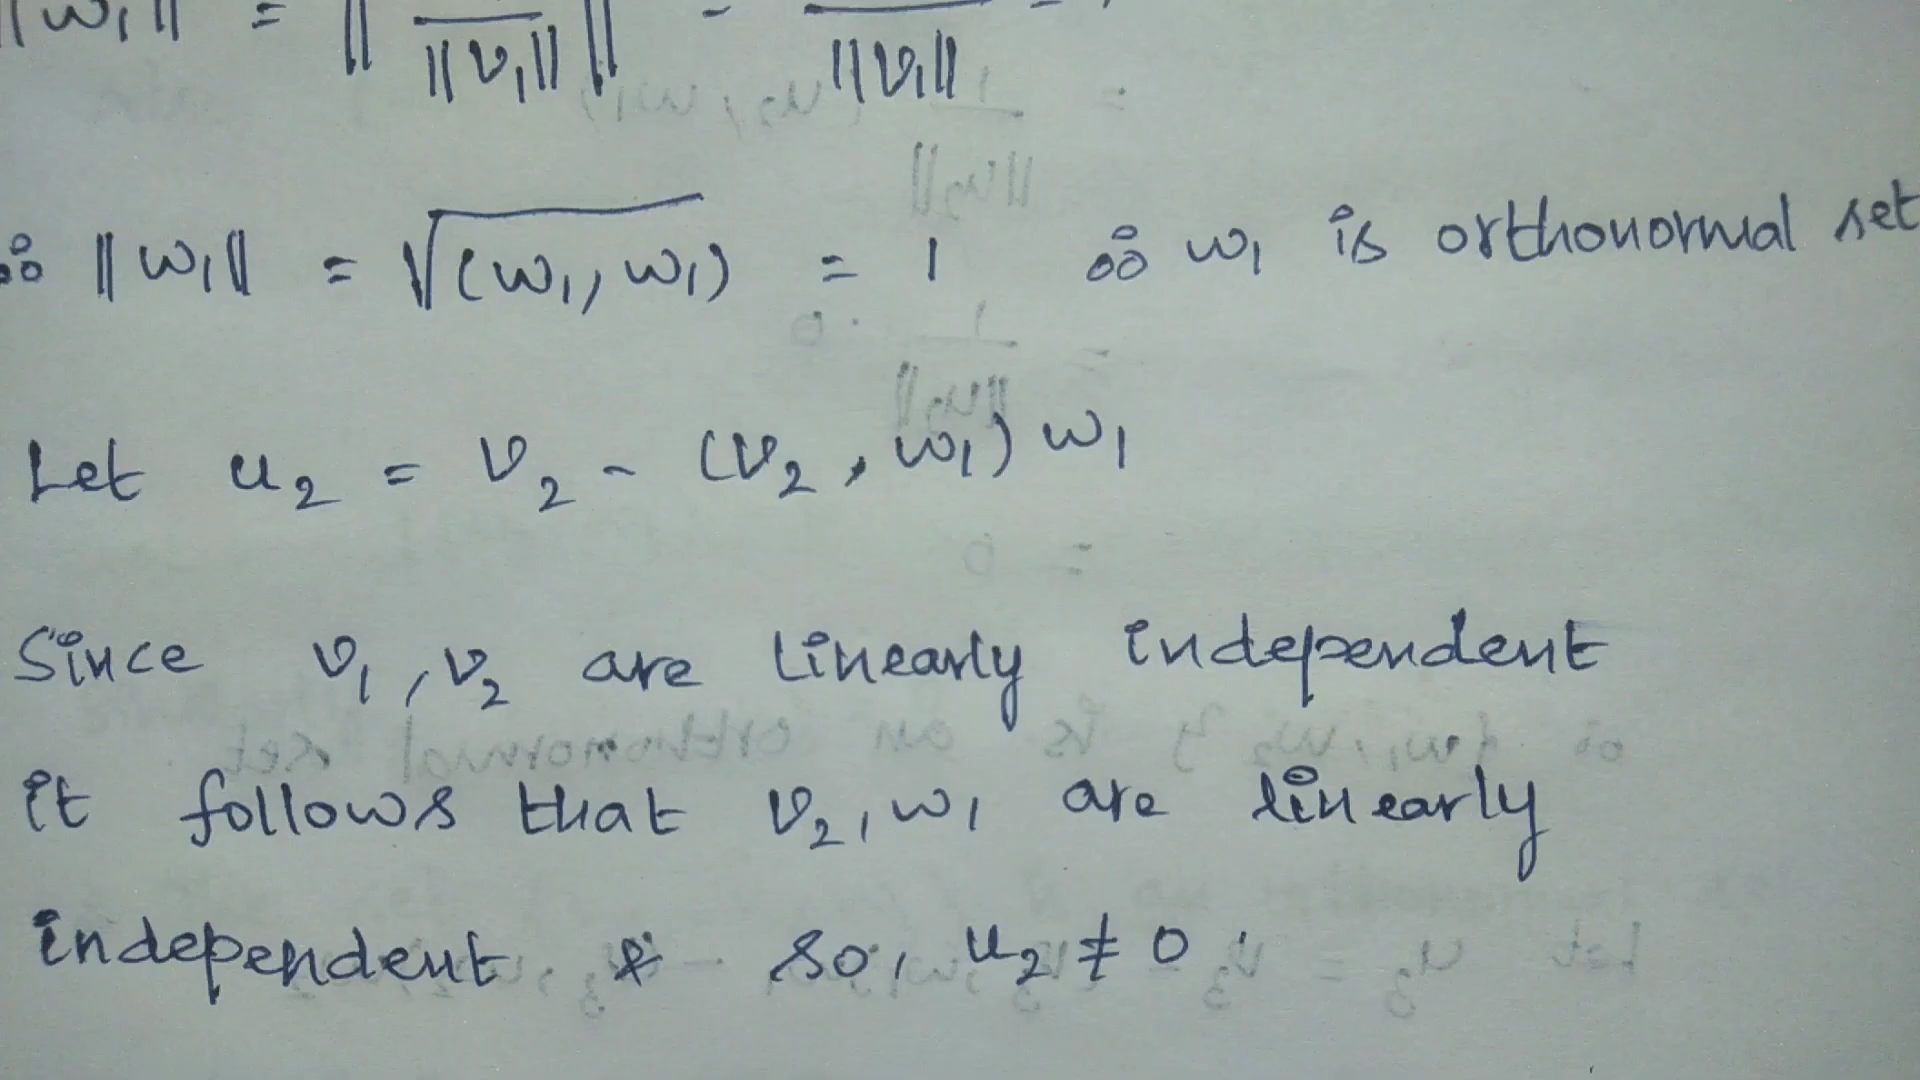 ||w₁|| = || ‾ / ||v₁|| || = ‾ / ||v₁||
∴ ||w₁|| = √(w₁, w₁) = 1 ∴ w₁ is orthonormal set
Let u₂ = v₂ - (v₂, w₁) w₁
Since v₁, v₂ are linearly independent
it follows that v₂, w₁ are linearly
independent & so, u₂ ≠ 0.